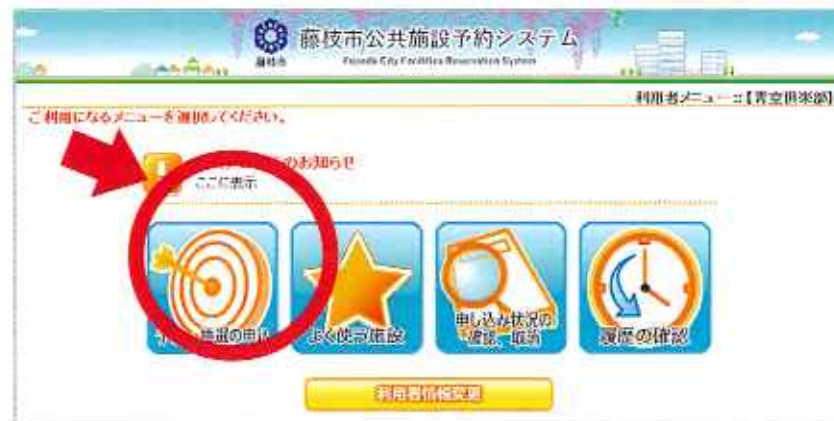 藤枝市公共施設予約システム
藤枝市
Facilities Reservation System
利用者メニュー::【青空倶楽部】
ご利用になるメニューを選択してください。
のお知らせ
ここに表示
抽選の申込
よく使う施設
申し込み状況の
確認、取消
履歴の確認
利用者情報変更